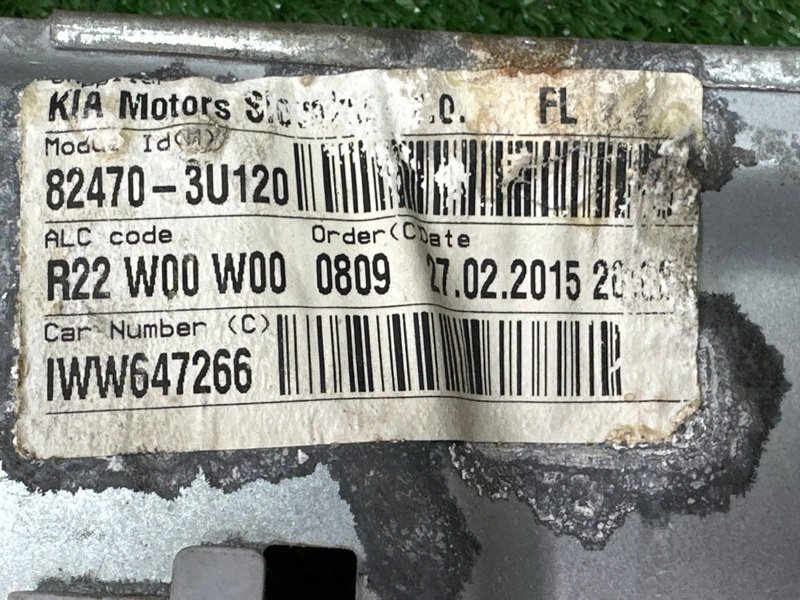 KIA Motors FL
Module Id(M)
82470-3U120
ALC code Order(C Date
R22 W00 W00 0809 27.02.2015
Car Number (C)
IWW647266